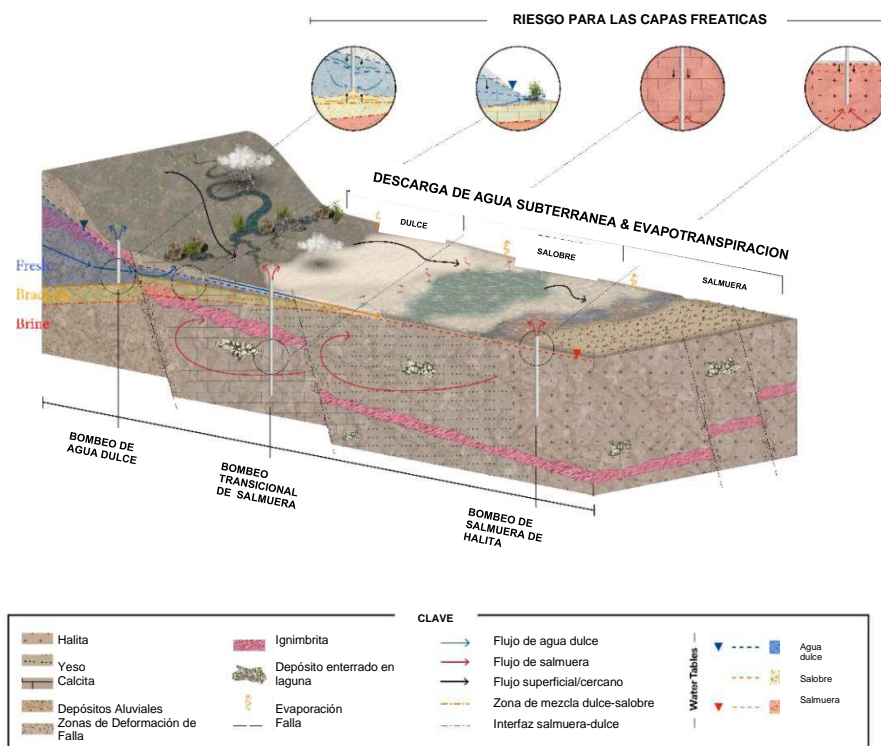 RIESGO PARA LAS CAPAS FREATICAS
DESCARGA DE AGUA SUBTERRANEA & EVAPOTRANSPIRACION
DULCE
SALOBRE
SALMUERA
Fresh
Brackish
Brine
BOMBEO DE
AGUA DULCE
BOMBEO
TRANSICIONAL
DE SALMUERA
BOMBEO DE
SALMUERA DE
HALITA
CLAVE
Halita
Yeso
Calcita
Depósitos Aluviales
Zonas de Deformación de
Falla
Ignimbrita
Depósito enterrado en
laguna
Evaporación
Falla
Flujo de agua dulce
Flujo de salmuera
Flujo superficial/cercano
Zona de mezcla dulce-salobre
Interfaz salmuera-dulce
Water Tables
Agua
dulce
Salobre
Salmuera